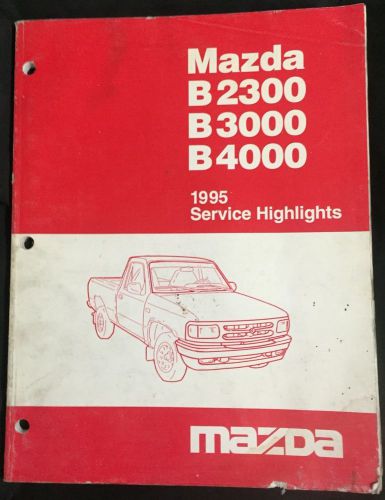 Mazda
B2300
B3000
B4000
1995
Service Highlights
mazda